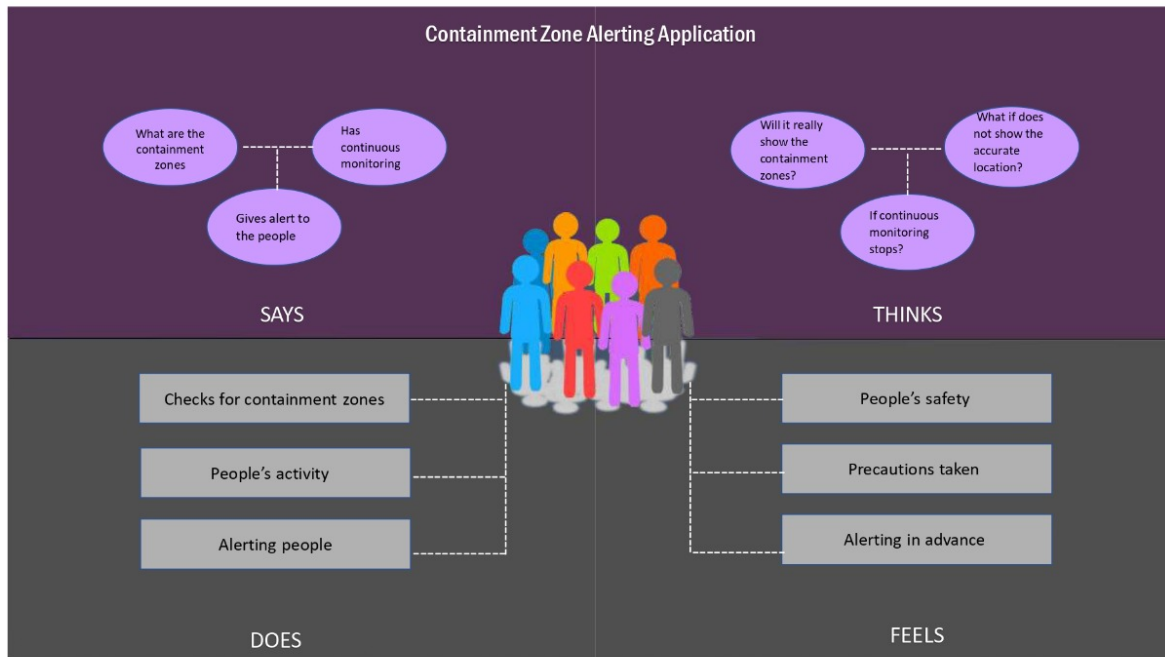 Containment Zone Alerting Application
What are the
containment
zones
Has
continuous
monitoring
Gives alert to
the people
SAYS
Will it really
show the
containment
zones?
What if does
not show the
accurate
location?
If continuous
monitoring
stops?
THINKS
Checks for containment zones
People’s activity
Alerting people
DOES
People’s safety
Precautions taken
Alerting in advance
FEELS